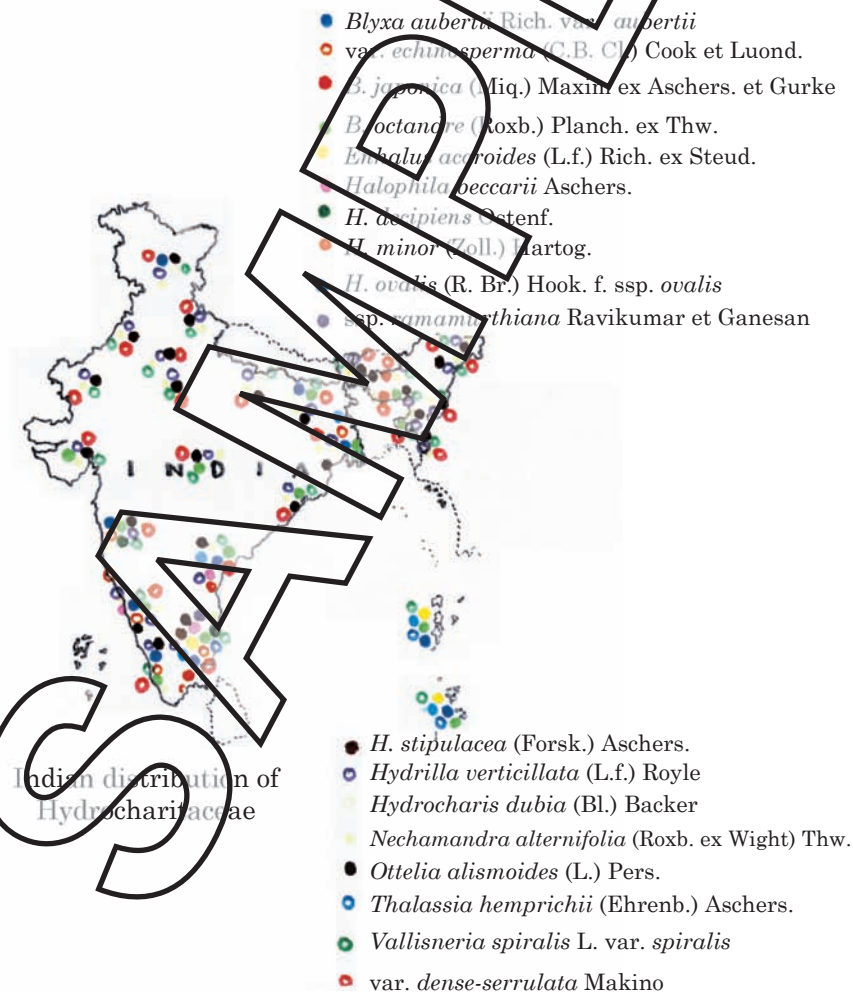 Blyxa aubertii Rich. var. aubertii
var. echinosperma (C.B. Cl.) Cook et Luond.
B. japonica (Miq.) Maxim ex Aschers. et Gurke
B. octandre (Roxb.) Planch. ex Thw.
Enhalus acoroides (L.f.) Rich. ex Steud.
Halophila beccarii Aschers.
H. decipiens Ostenf.
H. minor (Zoll.) Hartog.
H. ovalis (R. Br.) Hook. f. ssp. ovalis
ssp. ramamurthiana Ravikumar et Ganesan
INDIA
SAMPLE
H. stipulacea (Forsk.) Aschers.
Hydrilla verticillata (L.f.) Royle
Hydrocharis dubia (Bl.) Backer
Nechamandra alternifolia (Roxb. ex Wight) Thw.
Ottelia alismoides (L.) Pers.
Thalassia hemprichii (Ehrenb.) Aschers.
Vallisneria spiralis L. var. spiralis
var. dense-serrulata Makino
Indian distribution of
Hydrocharitaceae